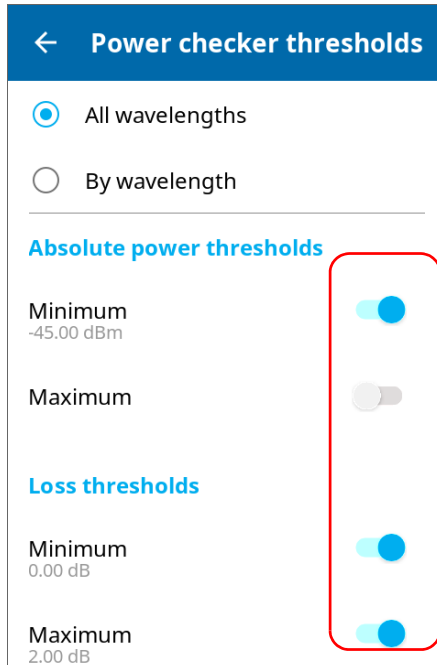 Power checker thresholds
All wavelengths
By wavelength
Absolute power thresholds
Minimum
-45.00 dBm
Maximum
Loss thresholds
Minimum
0.00 dB
Maximum
2.00 dB